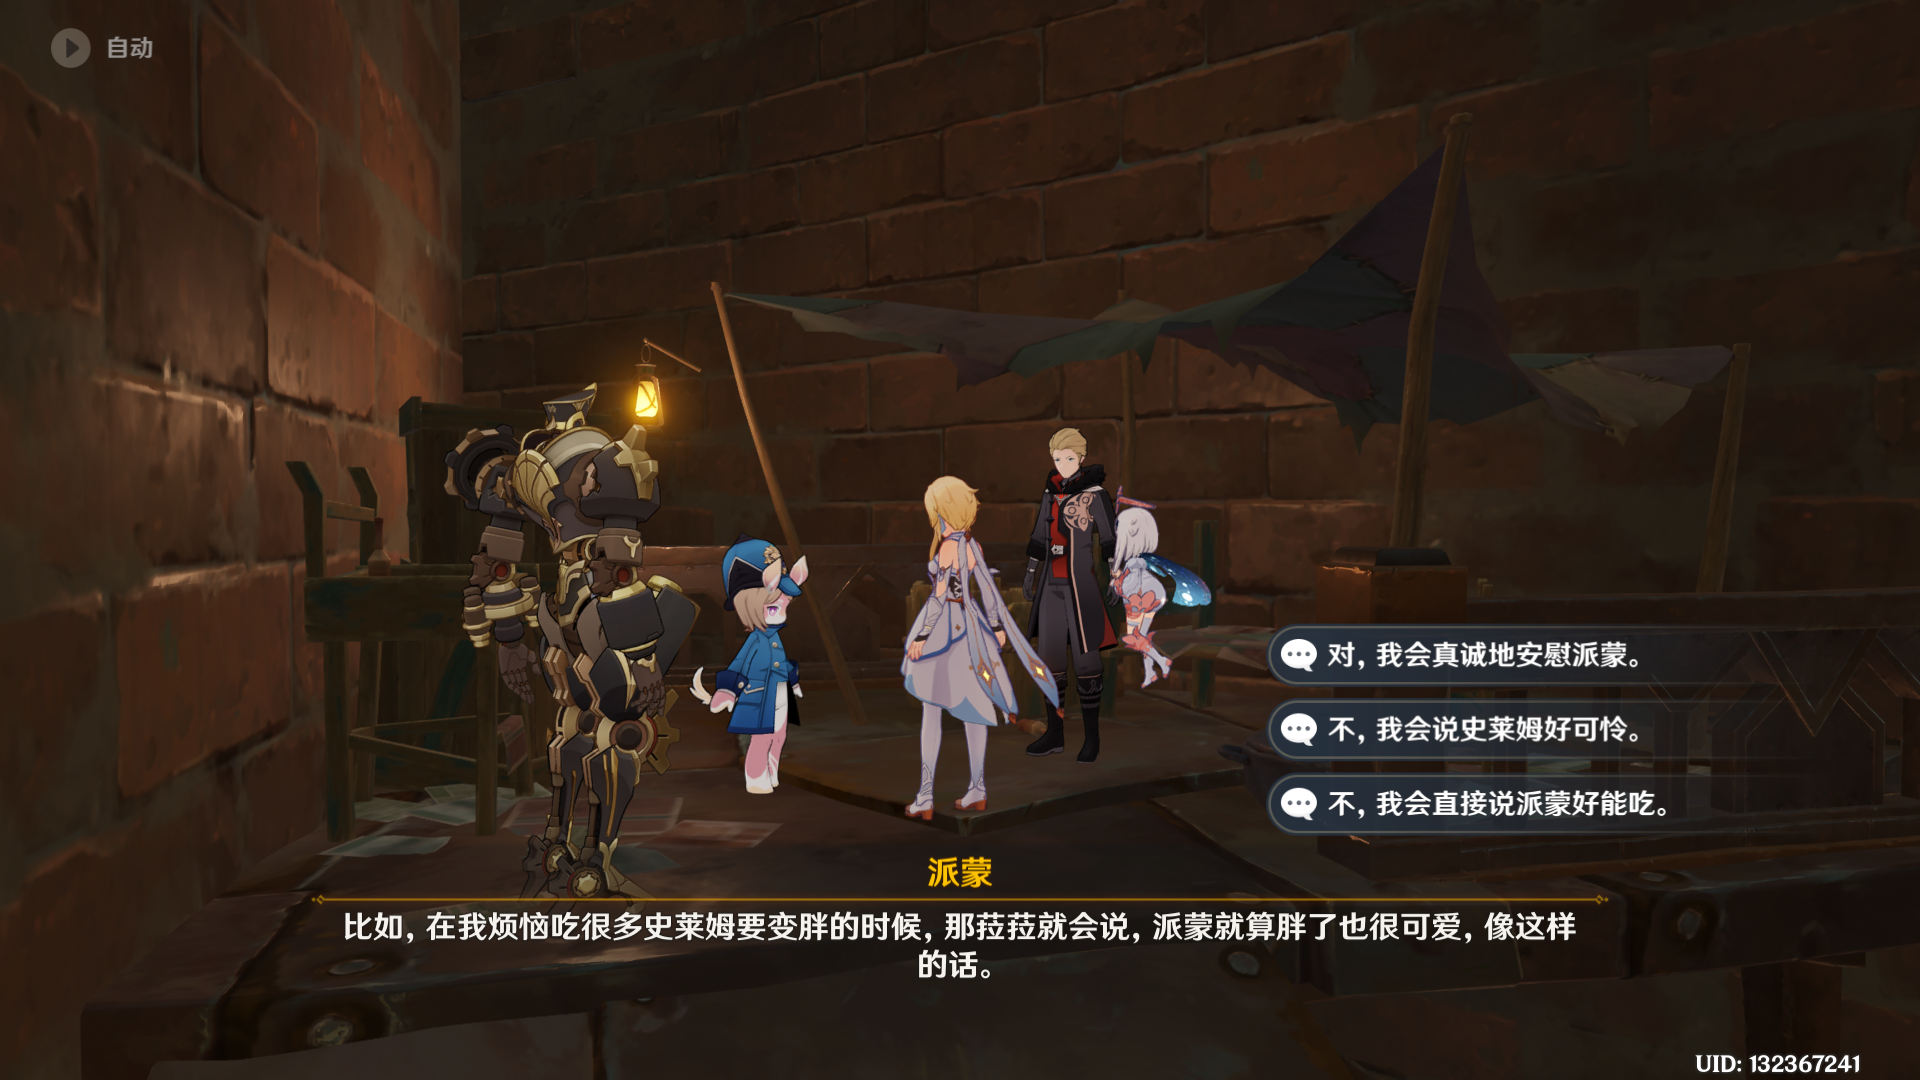 自动
对，我会真诚地安慰派蒙。
不，我会说史莱姆好可怜。
不，我会直接说派蒙好能吃。
派蒙
比如，在我烦恼吃很多史莱姆要变胖的时候，那菈菈就会说，派蒙就算胖了也很可爱，像这样
的话。
UID: 132367241